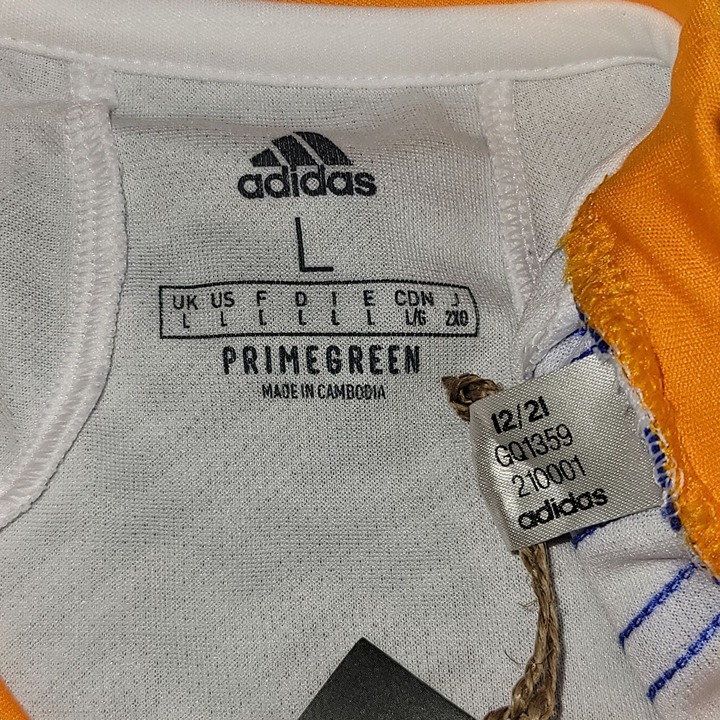 adidas
L
UK US F D I E CDN J
L L L L L L L/G 2XO
PRIMEGREEN
MADE IN CAMBODIA
12/21
GQ1359
210001
adidas